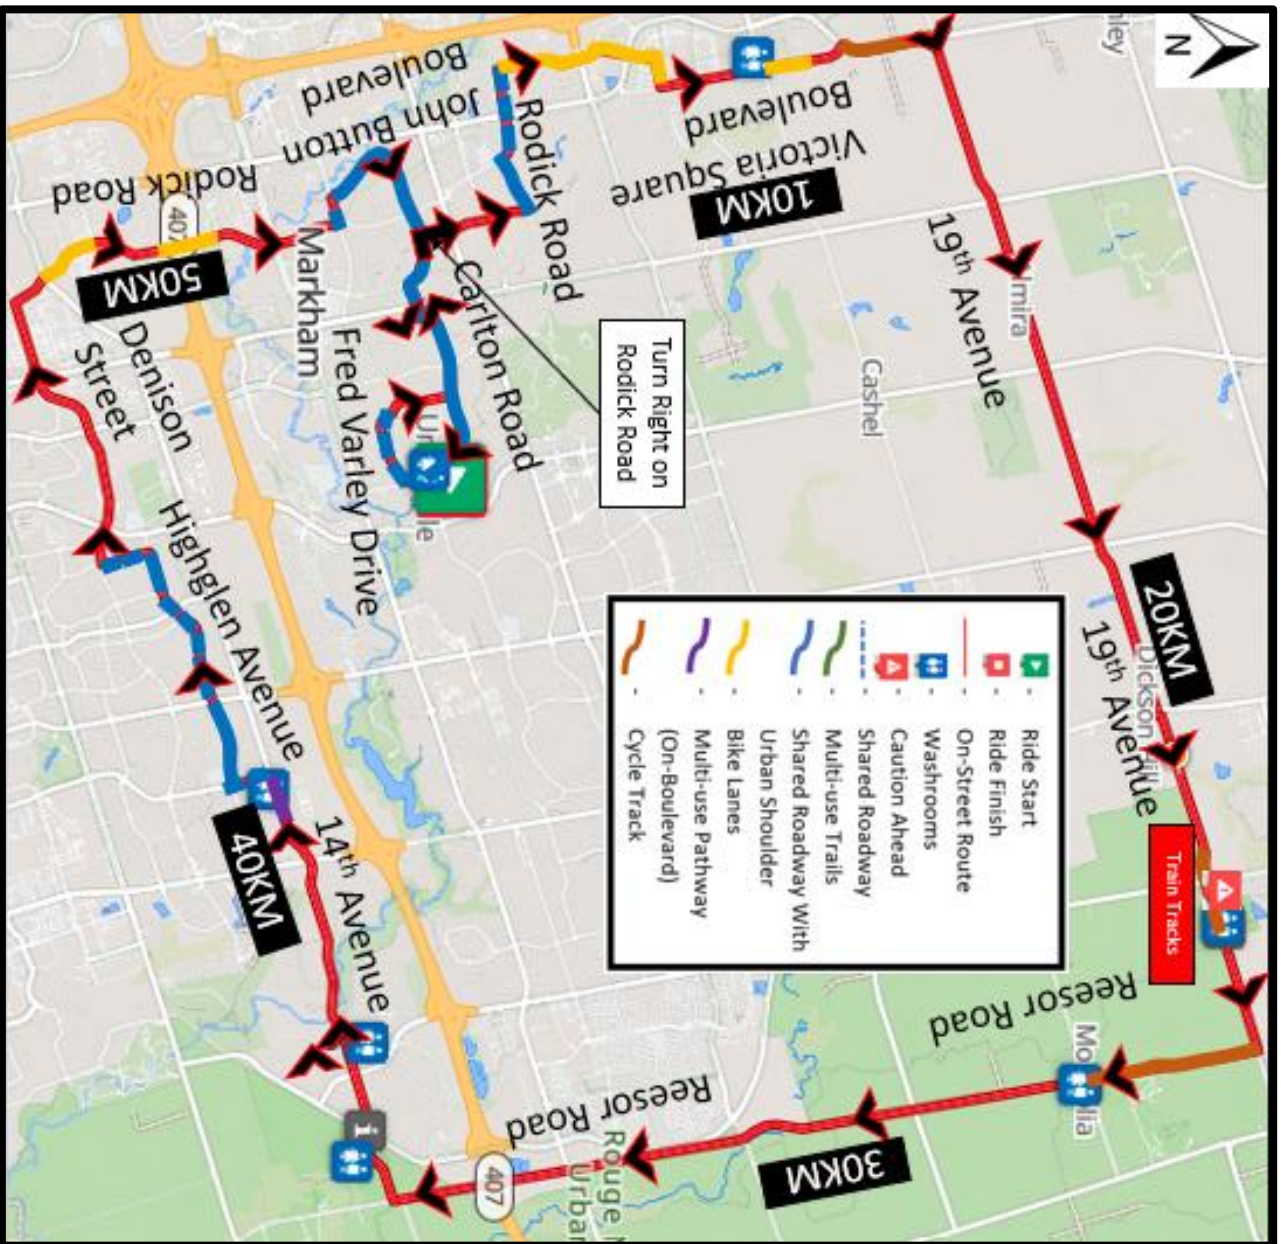 N
19th Avenue
20KM
19th Avenue
Train Tracks
Cashel
Victoria Square
Boulevard
10KM
Turn Right on
Rodick Road
Ride Start
Ride Finish
On-Street Route
Washrooms
Caution Ahead
Shared Roadway
Multi-use Trails
Shared Roadway With
Urban Shoulder
Bike Lanes
Multi-use Pathway
(On-Boulevard)
Cycle Track
Reesor Road
Reesor Road
30KM
407
Rodick Road
Carlton Road
John Button
Boulevard
Rodick Road
407
50KM
Markham
Fred Varley Drive
Denison
Street
Highglen Avenue
14th Avenue
40KM
Rouge